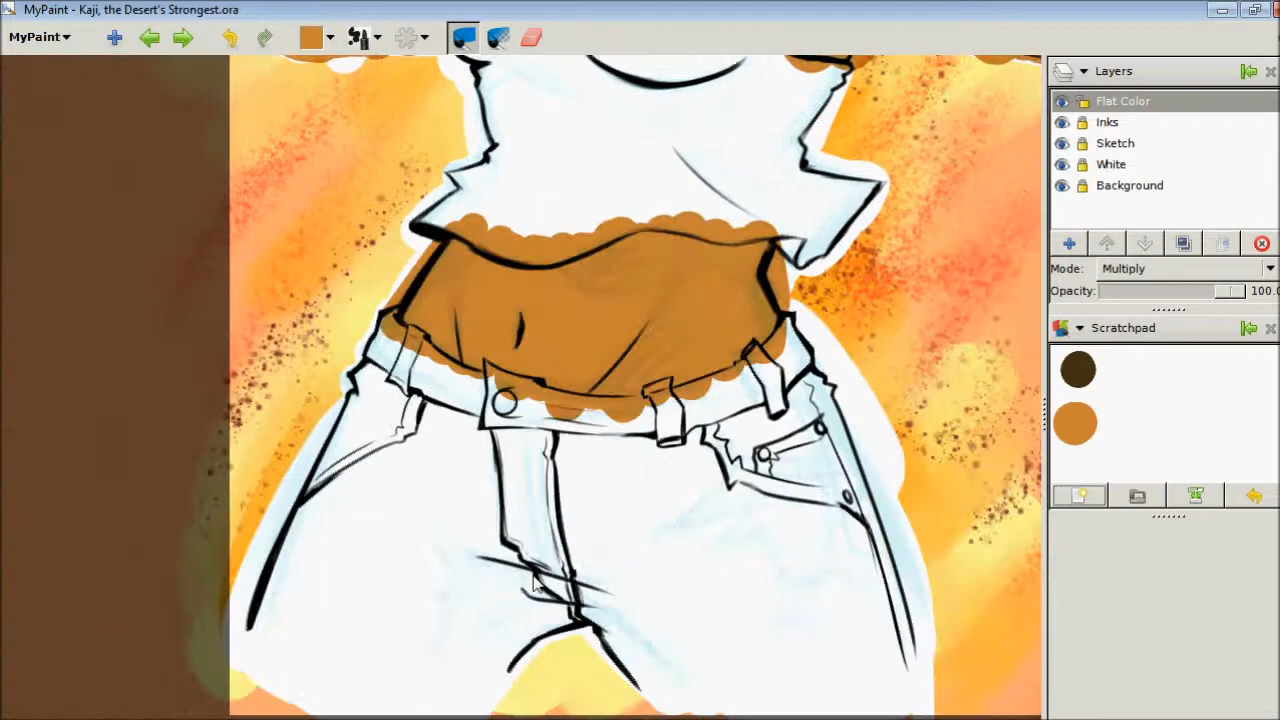 MyPaint - Kaji, the Desert's Strongest.ora
MyPaint
Layers
Flat Color
Inks
Sketch
White
Background
Mode: Multiply
Opacity: 100.0
Scratchpad